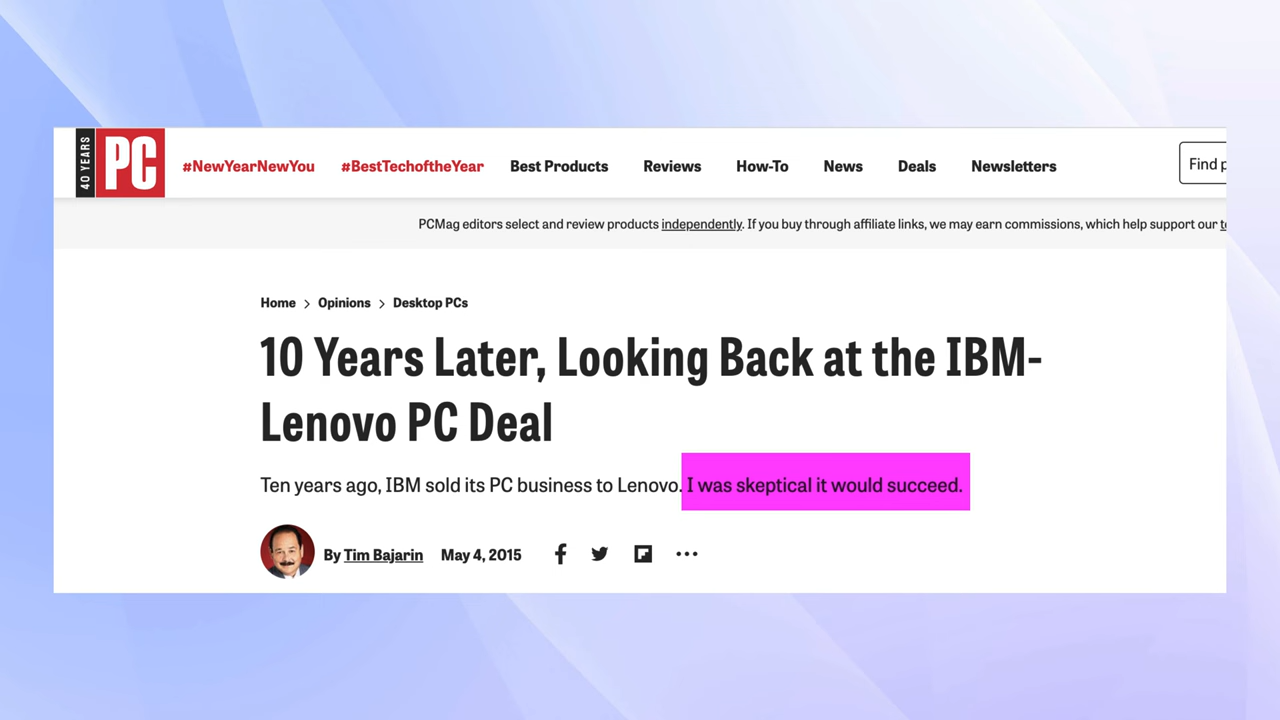 40 YEARS
PC
#NewYearNewYou #BestTechoftheYear Best Products Reviews How-To News Deals Newsletters
Find
PCMag editors select and review products independently. If you buy through affiliate links, we may earn commissions, which help support our
Home > Opinions > Desktop PCs
10 Years Later, Looking Back at the IBM-
Lenovo PC Deal
Ten years ago, IBM sold its PC business to Lenovo. I was skeptical it would succeed.
By Tim Bajarin May 4, 2015